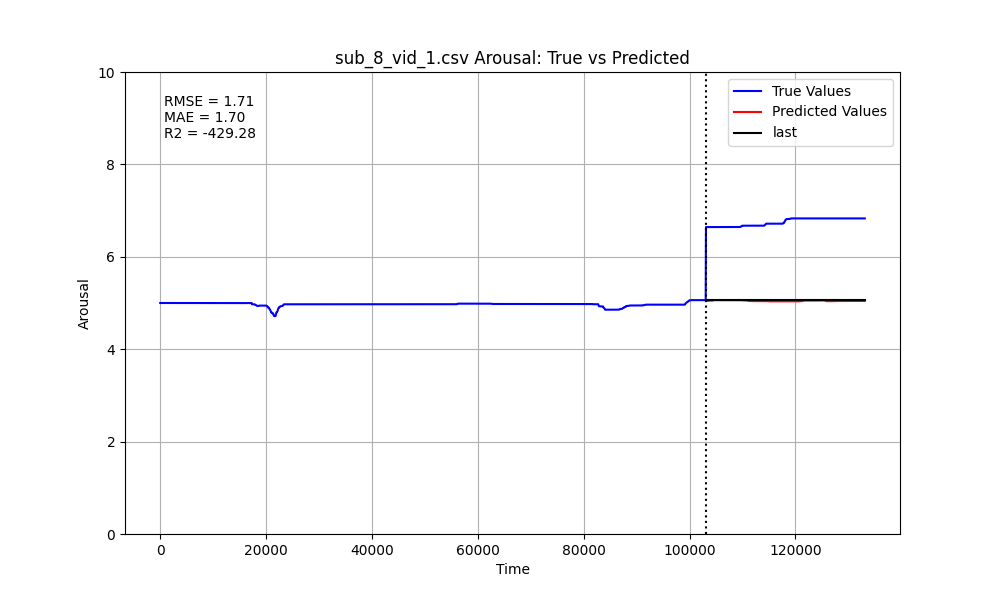 sub_8_vid_1.csv Arousal: True vs Predicted
RMSE = 1.71
MAE = 1.70
R2 = -429.28
True Values
Predicted Values
last
Arousal
10
8
6
4
2
0
0 20000 40000 60000 80000 100000 120000
Time